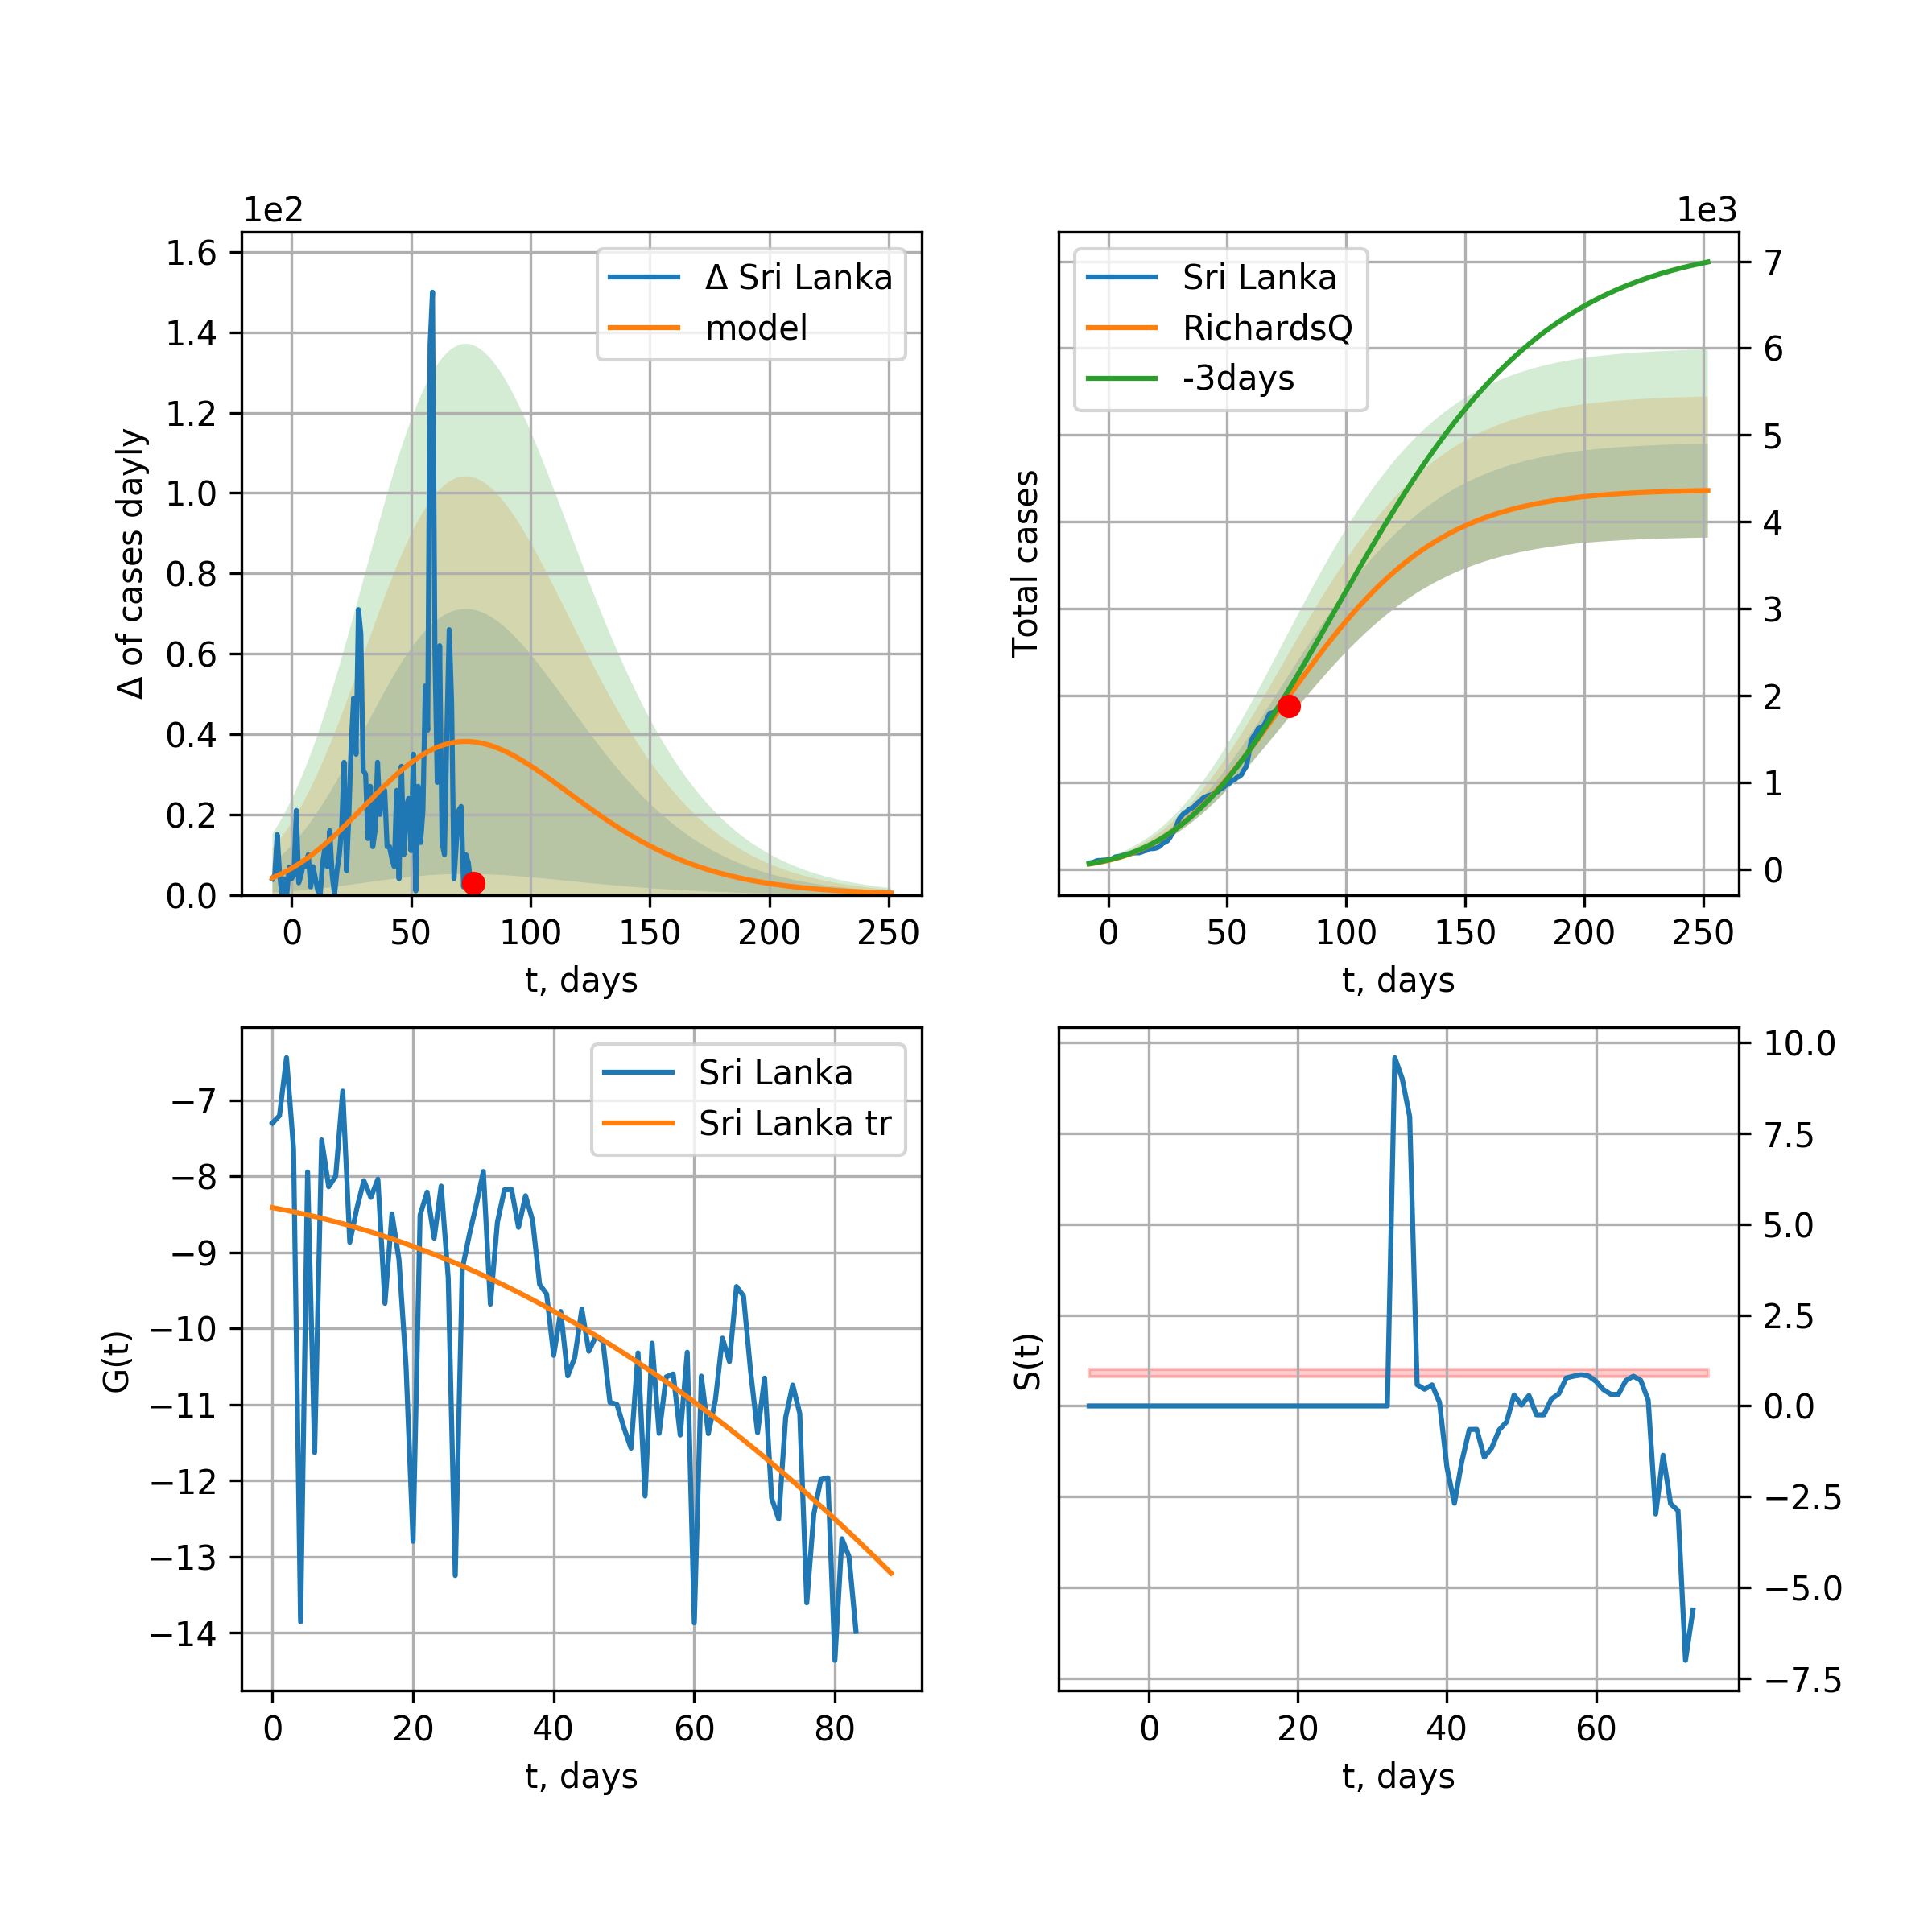 1e2
Δ of cases dayly
1.6
1.4
1.2
1.0
0.8
0.6
0.4
0.2
0.0
Δ Sri Lanka
model
0 50 100 150 200 250
t, days
1e3
Sri Lanka
RichardsQ
-3days
Total cases
7
6
5
4
3
2
1
0
0 50 100 150 200 250
t, days
G(t)
−7
−8
−9
−10
−11
−12
−13
−14
Sri Lanka
Sri Lanka tr
0 20 40 60 80
t, days
S(t)
10.0
7.5
5.0
2.5
0.0
−2.5
−5.0
−7.5
0 20 40 60
t, days